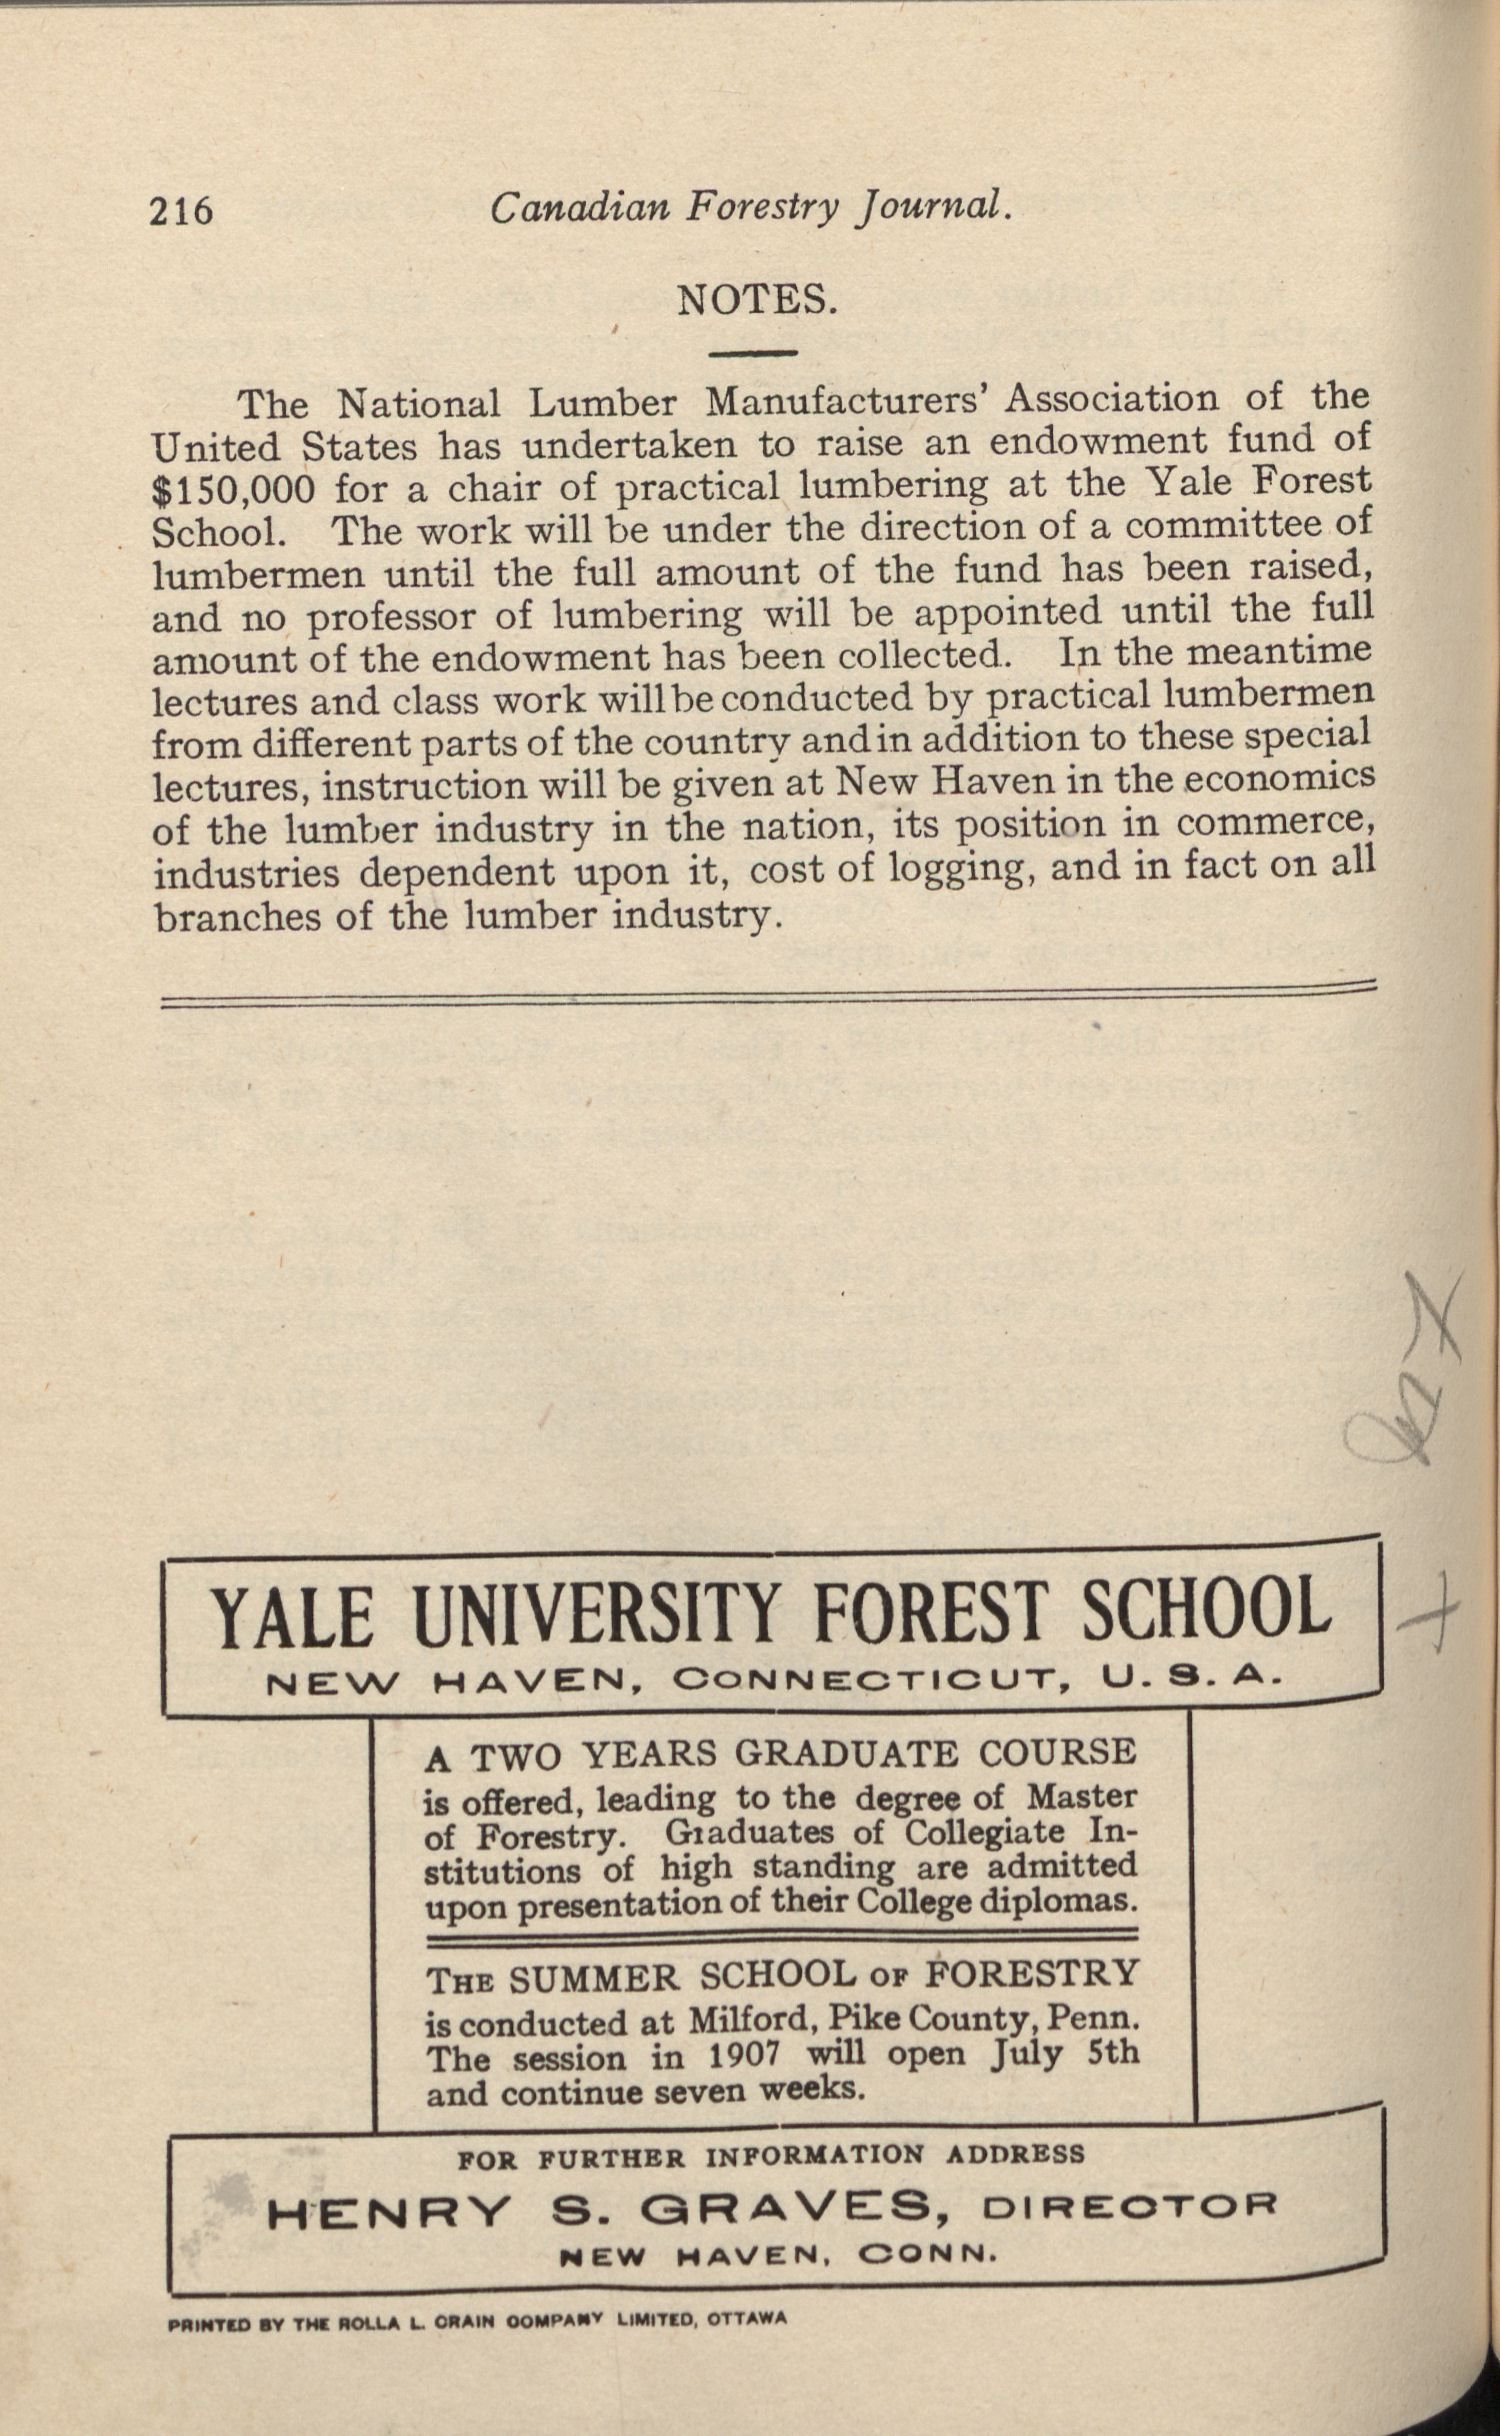 216 Canadian Forestry Journal.
NOTES.
The National Lumber Manufacturers' Association of the
United States has undertaken to raise an endowment fund of
$150,000 for a chair of practical lumbering at the Yale Forest
School. The work will be under the direction of a committee of
lumbermen until the full amount of the fund has been raised,
and no professor of lumbering will be appointed until the full
amount of the endowment has been collected. In the meantime
lectures and class work will be conducted by practical lumbermen
from different parts of the country and in addition to these special
lectures, instruction will be given at New Haven in the economics
of the lumber industry in the nation, its position in commerce,
industries dependent upon it, cost of logging, and in fact on all
branches of the lumber industry.
YALE UNIVERSITY FOREST SCHOOL
NEW HAVEN, CONNECTICUT, U. S. A.
A TWO YEARS GRADUATE COURSE
is offered, leading to the degree of Master
of Forestry. Graduates of Collegiate In-
stitutions of high standing are admitted
upon presentation of their College diplomas.
THE SUMMER SCHOOL OF FORESTRY
is conducted at Milford, Pike County, Penn.
The session in 1907 will open July 5th
and continue seven weeks.
FOR FURTHER INFORMATION ADDRESS
HENRY S. GRAVES, DIRECTOR
NEW HAVEN, CONN.
PRINTED BY THE ROLLA L. CRAIN COMPANY LIMITED, OTTAWA